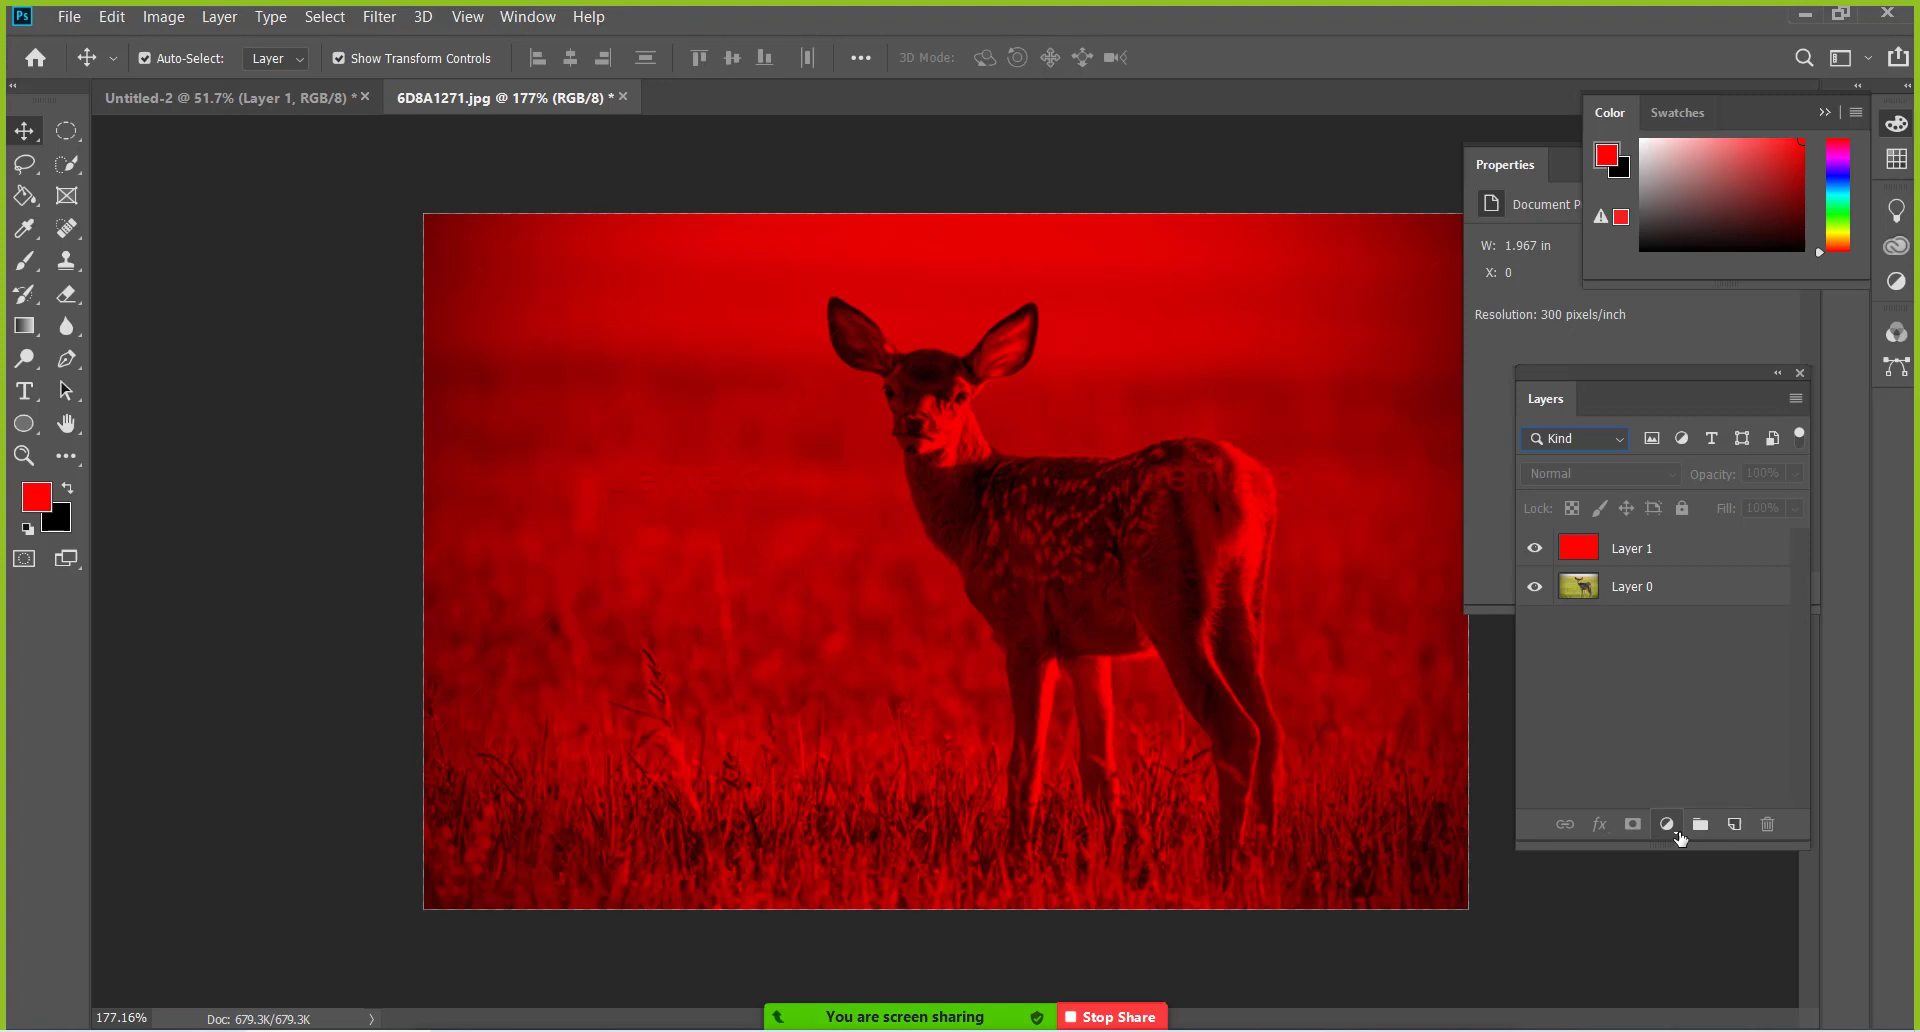 Ps File Edit Image Layer Type Select Filter 3D View Window Help
Auto-Select: Layer Show Transform Controls 3D Mode:
Untitled-2 @ 51.7% (Layer 1, RGB/8) * × 6D8A1271.jpg @ 177% (RGB/8) * ×
Color Swatches
Properties
Document P
W: 1.967 in
X: 0
Resolution: 300 pixels/inch
Layers
Kind
Normal Opacity: 100%
Lock: Fill: 100%
Layer 1
Layer 0
fx
177.16% Doc: 679.3K/679.3K
You are screen sharing Stop Share